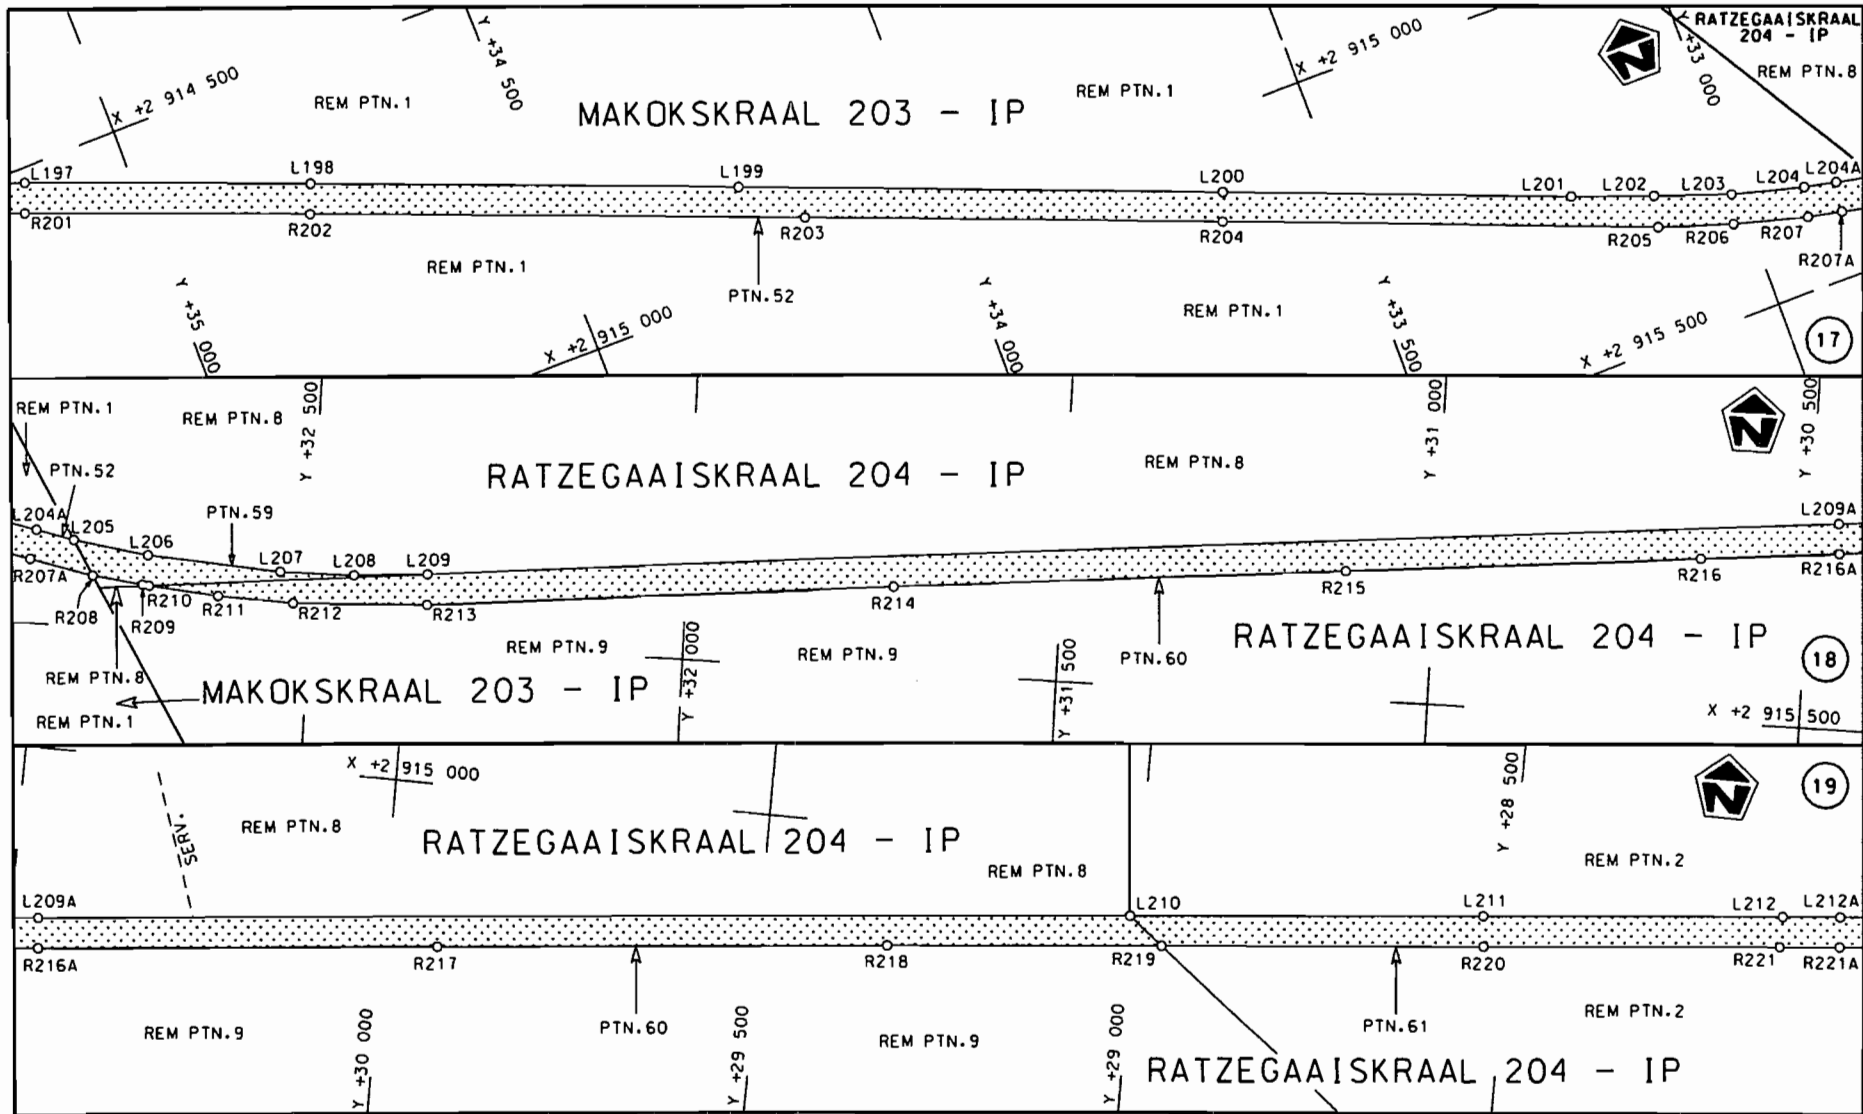 RATZEGAAISKRAAL
204 - IP
REM PTN.8
Y +34 500
X +2 915 000
Y +33 000
X +2 914 500
REM PTN.1
MAKOKSKRAAL 203 - IP
REM PTN.1
L197
L198
L199
L200
L201
L202
L203
L204
L204A
R201
R202
R203
R204
R205
R206
R207
R207A
REM PTN.1
PTN.52
REM PTN.1
Y +35 000
X +2 915 000
Y +34 000
Y +33 500
X +2 915 500
17
REM PTN.1
REM PTN.8
Y +32 500
RATZEGAAISKRAAL 204 - IP
REM PTN.8
Y +31 000
Y +30 500
N
PTN.52
PTN.59
L204A
L205
L206
L207
L208
L209
L209A
R207A
R208
R209
R210
R211
R212
R213
R214
R215
R216
R216A
REM PTN.8
REM PTN.9
Y +32 000
REM PTN.9
Y +31 500
PTN.60
RATZEGAAISKRAAL 204 - IP
18
MAKOKSKRAAL 203 - IP
REM PTN.1
X +2 915 500
X +2 915 000
SERV.
REM PTN.8
RATZEGAAISKRAAL 204 - IP
REM PTN.8
Y +28 500
REM PTN.2
N
19
L209A
L210
L211
L212
L212A
R216A
R217
R218
R219
R220
R221
R221A
REM PTN.9
Y +30 000
PTN.60
Y +29 500
REM PTN.9
Y +29 000
PTN.61
REM PTN.2
RATZEGAAISKRAAL 204 - IP
N